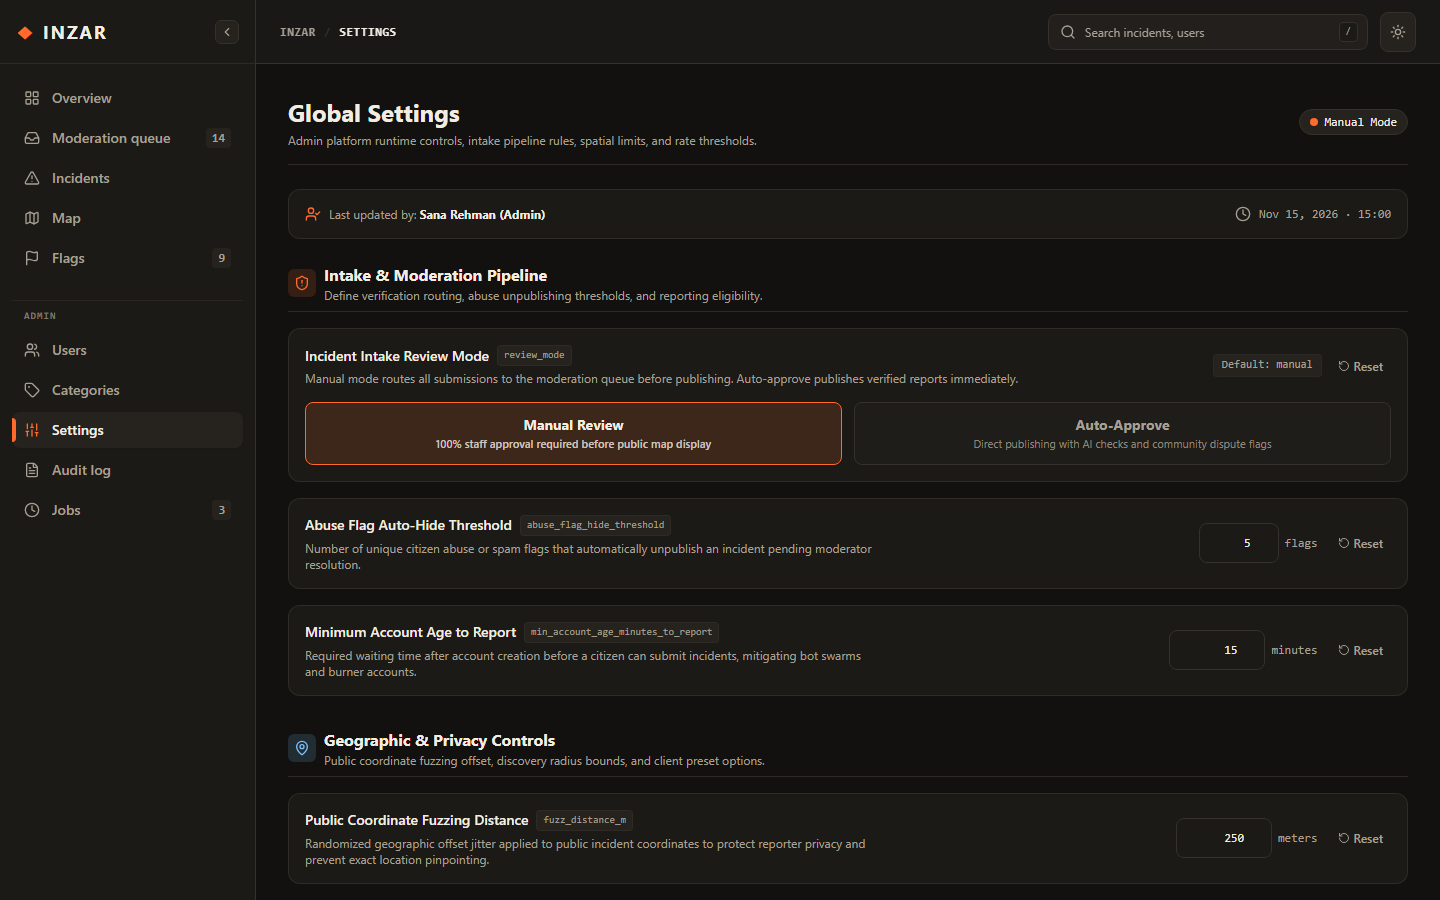 INZAR
INZAR / SETTINGS
Search incidents, users
/
Overview
Moderation queue 14
Incidents
Map
Flags 9
ADMIN
Users
Categories
Settings
Audit log
Jobs 3
Global Settings
Admin platform runtime controls, intake pipeline rules, spatial limits, and rate thresholds.
Manual Mode
Last updated by: Sana Rehman (Admin)
Nov 15, 2026 · 15:00
Intake & Moderation Pipeline
Define verification routing, abuse unpublishing thresholds, and reporting eligibility.
Incident Intake Review Mode review_mode
Manual mode routes all submissions to the moderation queue before publishing. Auto-approve publishes verified reports immediately.
Default: manual Reset
Manual Review
100% staff approval required before public map display
Auto-Approve
Direct publishing with AI checks and community dispute flags
Abuse Flag Auto-Hide Threshold abuse_flag_hide_threshold
Number of unique citizen abuse or spam flags that automatically unpublish an incident pending moderator
resolution.
5 flags Reset
Minimum Account Age to Report min_account_age_minutes_to_report
Required waiting time after account creation before a citizen can submit incidents, mitigating bot swarms
and burner accounts.
15 minutes Reset
Geographic & Privacy Controls
Public coordinate fuzzing offset, discovery radius bounds, and client preset options.
Public Coordinate Fuzzing Distance fuzz_distance_m
Randomized geographic offset jitter applied to public incident coordinates to protect reporter privacy and
prevent exact location pinpointing.
250 meters Reset